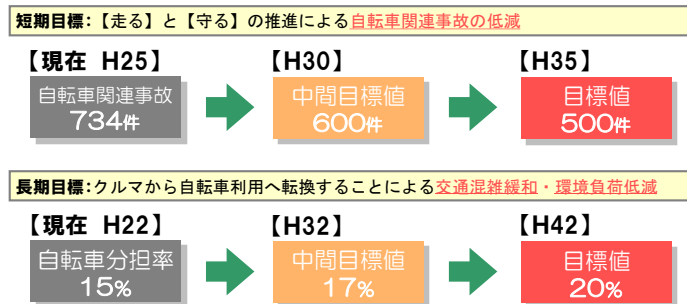 短期目標:【走る】と【守る】の推進による自転車関連事故の低減
【現在 H25】 【H30】 【H35】
自転車関連事故 中間目標値 目標値
734件 600件 500件
長期目標:クルマから自転車利用へ転換することによる交通混雑緩和・環境負荷低減
【現在 H22】 【H32】 【H42】
自転車分担率 中間目標値 目標値
15% 17% 20%